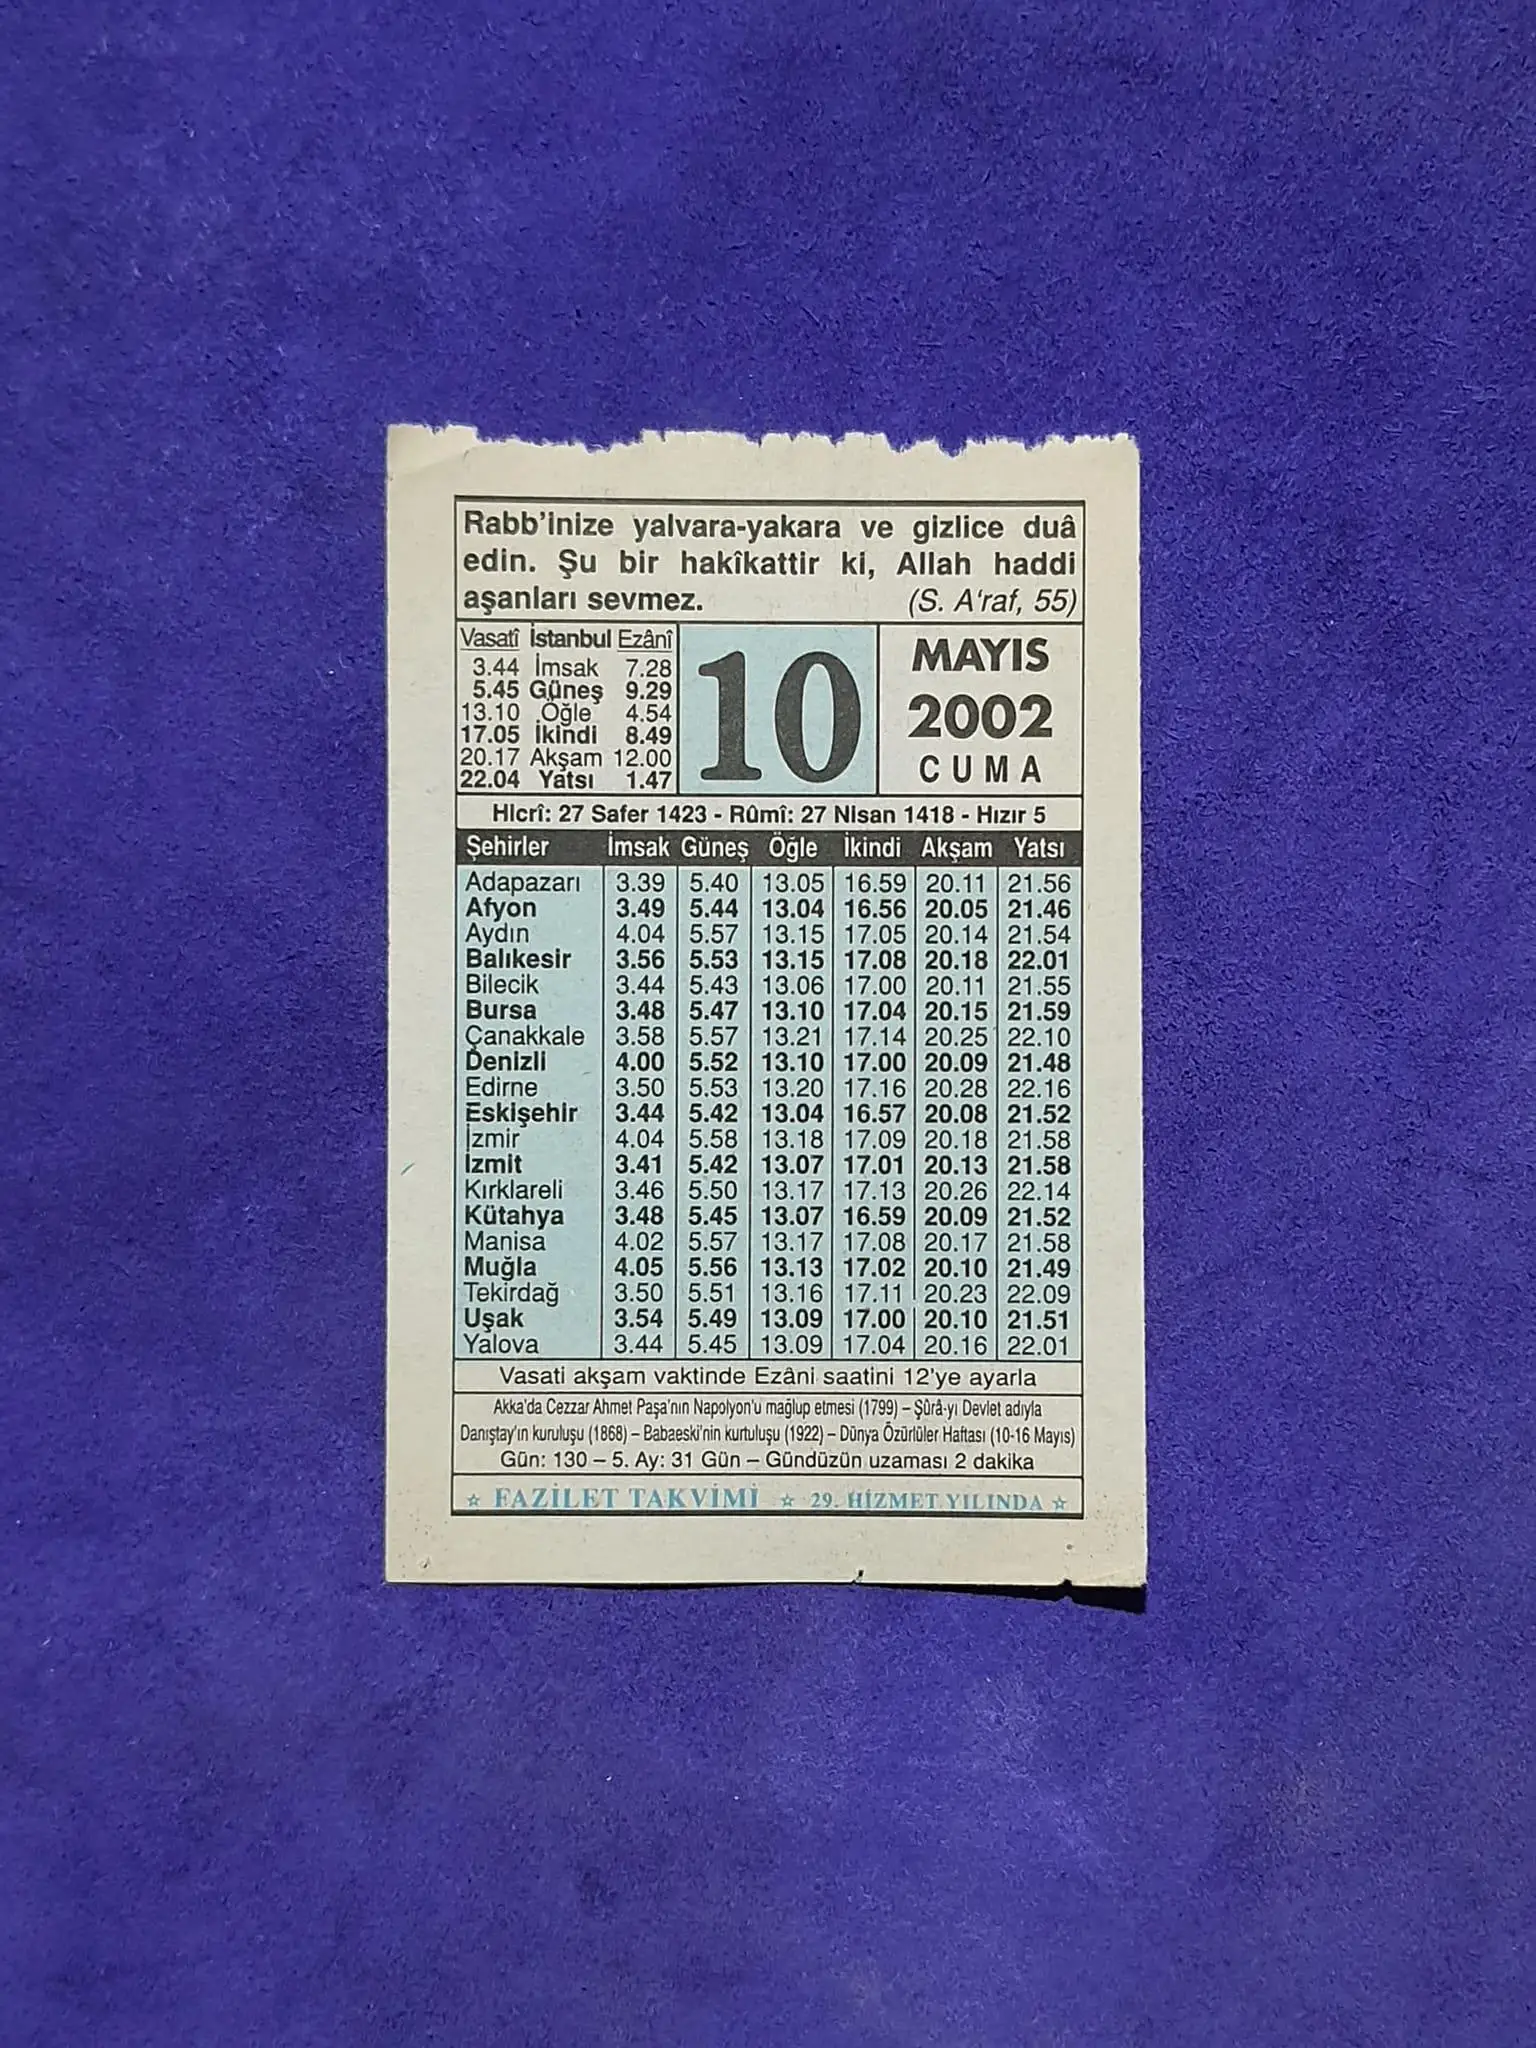 Rabb'inize yalvara-yakara ve gizlice duâ
edin. Şu bir hakîkattir ki, Allah haddi
aşanları sevmez. (S. A'raf, 55)
Vasatî İstanbul Ezânî
3.44 İmsak 7.28
5.45 Güneş 9.29
13.10 Öğle 4.54
17.05 İkindi 8.49
20.17 Akşam 12.00
22.04 Yatsı 1.47
10
MAYIS
2002
CUMA
Hicrî: 27 Safer 1423 - Rûmî: 27 Nisan 1418 - Hızır 5
Şehirler İmsak Güneş Öğle İkindi Akşam Yatsı
Adapazarı 3.39 5.40 13.05 16.59 20.11 21.56
Afyon 3.49 5.44 13.04 16.56 20.05 21.46
Aydın 4.04 5.57 13.15 17.05 20.14 21.54
Balıkesir 3.56 5.53 13.15 17.08 20.18 22.01
Bilecik 3.44 5.43 13.06 17.00 20.11 21.55
Bursa 3.48 5.47 13.10 17.04 20.15 21.59
Çanakkale 3.58 5.57 13.21 17.14 20.25 22.10
Denizli 4.00 5.52 13.10 17.00 20.09 21.48
Edirne 3.50 5.53 13.20 17.16 20.28 22.16
Eskişehir 3.44 5.42 13.04 16.57 20.08 21.52
İzmir 4.04 5.58 13.18 17.09 20.18 21.58
İzmit 3.41 5.42 13.07 17.01 20.13 21.58
Kırklareli 3.46 5.50 13.17 17.13 20.26 22.14
Kütahya 3.48 5.45 13.07 16.59 20.09 21.52
Manisa 4.02 5.57 13.17 17.08 20.17 21.58
Muğla 4.05 5.56 13.13 17.02 20.10 21.49
Tekirdağ 3.50 5.51 13.16 17.11 20.23 22.09
Uşak 3.54 5.49 13.09 17.00 20.10 21.51
Yalova 3.44 5.45 13.09 17.04 20.16 22.01
Vasati akşam vaktinde Ezâni saatini 12'ye ayarla
Akka'da Cezzar Ahmet Paşa'nın Napolyon'u mağlup etmesi (1799) – Şûrâ-yı Devlet adıyla
Danıştay'ın kuruluşu (1868) – Babaeski'nin kurtuluşu (1922) – Dünya Özürlüler Haftası (10-16 Mayıs)
Gün: 130 – 5. Ay: 31 Gün – Gündüzün uzaması 2 dakika
☆ FAZİLET TAKVİMİ ☆ 29. HİZMET YILINDA ☆